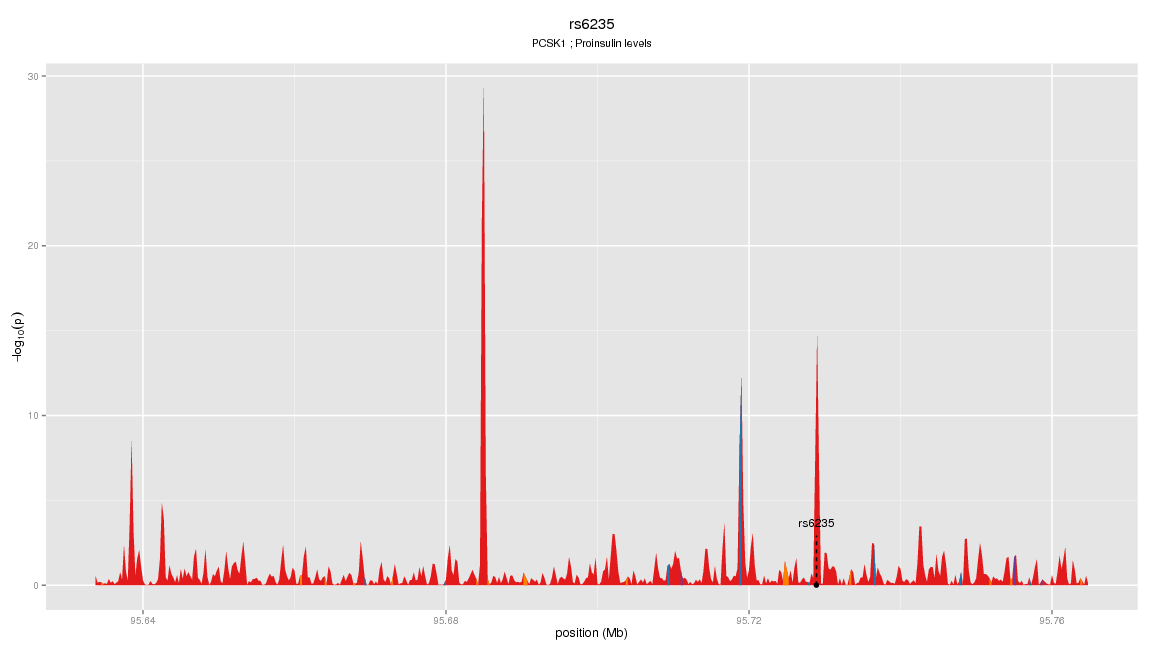 rs6235
PCSK1 ; Proinsulin levels
30
20
10
0
-log10(p)
rs6235
95.64
95.68
95.72
95.76
position (Mb)